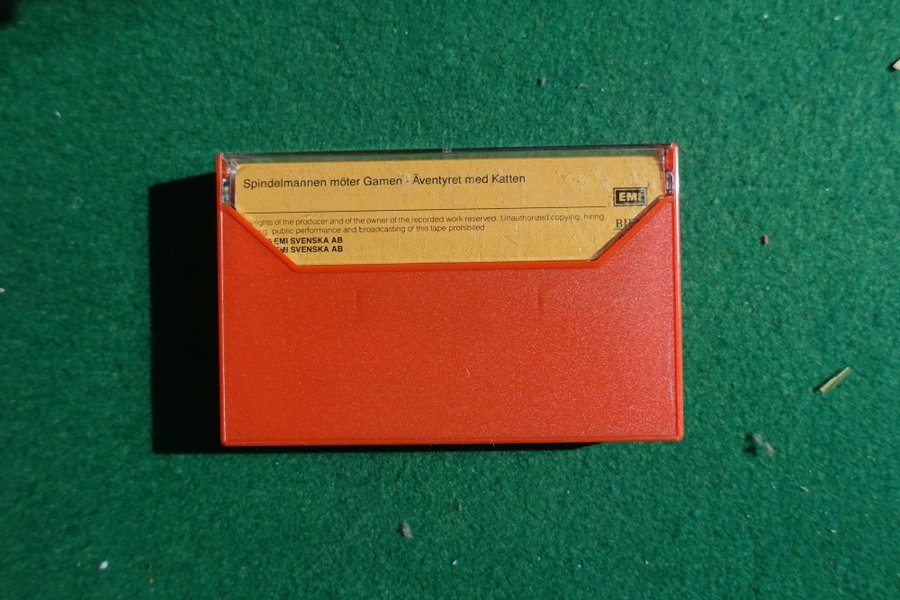 Spindelmannen möter Gamen - Äventyret med Katten
EMI
rights of the producer and of the owner of the recorded work reserved. Unauthorized copying, hiring,
public performance and broadcasting of this tape prohibited
EMI SVENSKA AB
EMI SVENSKA AB